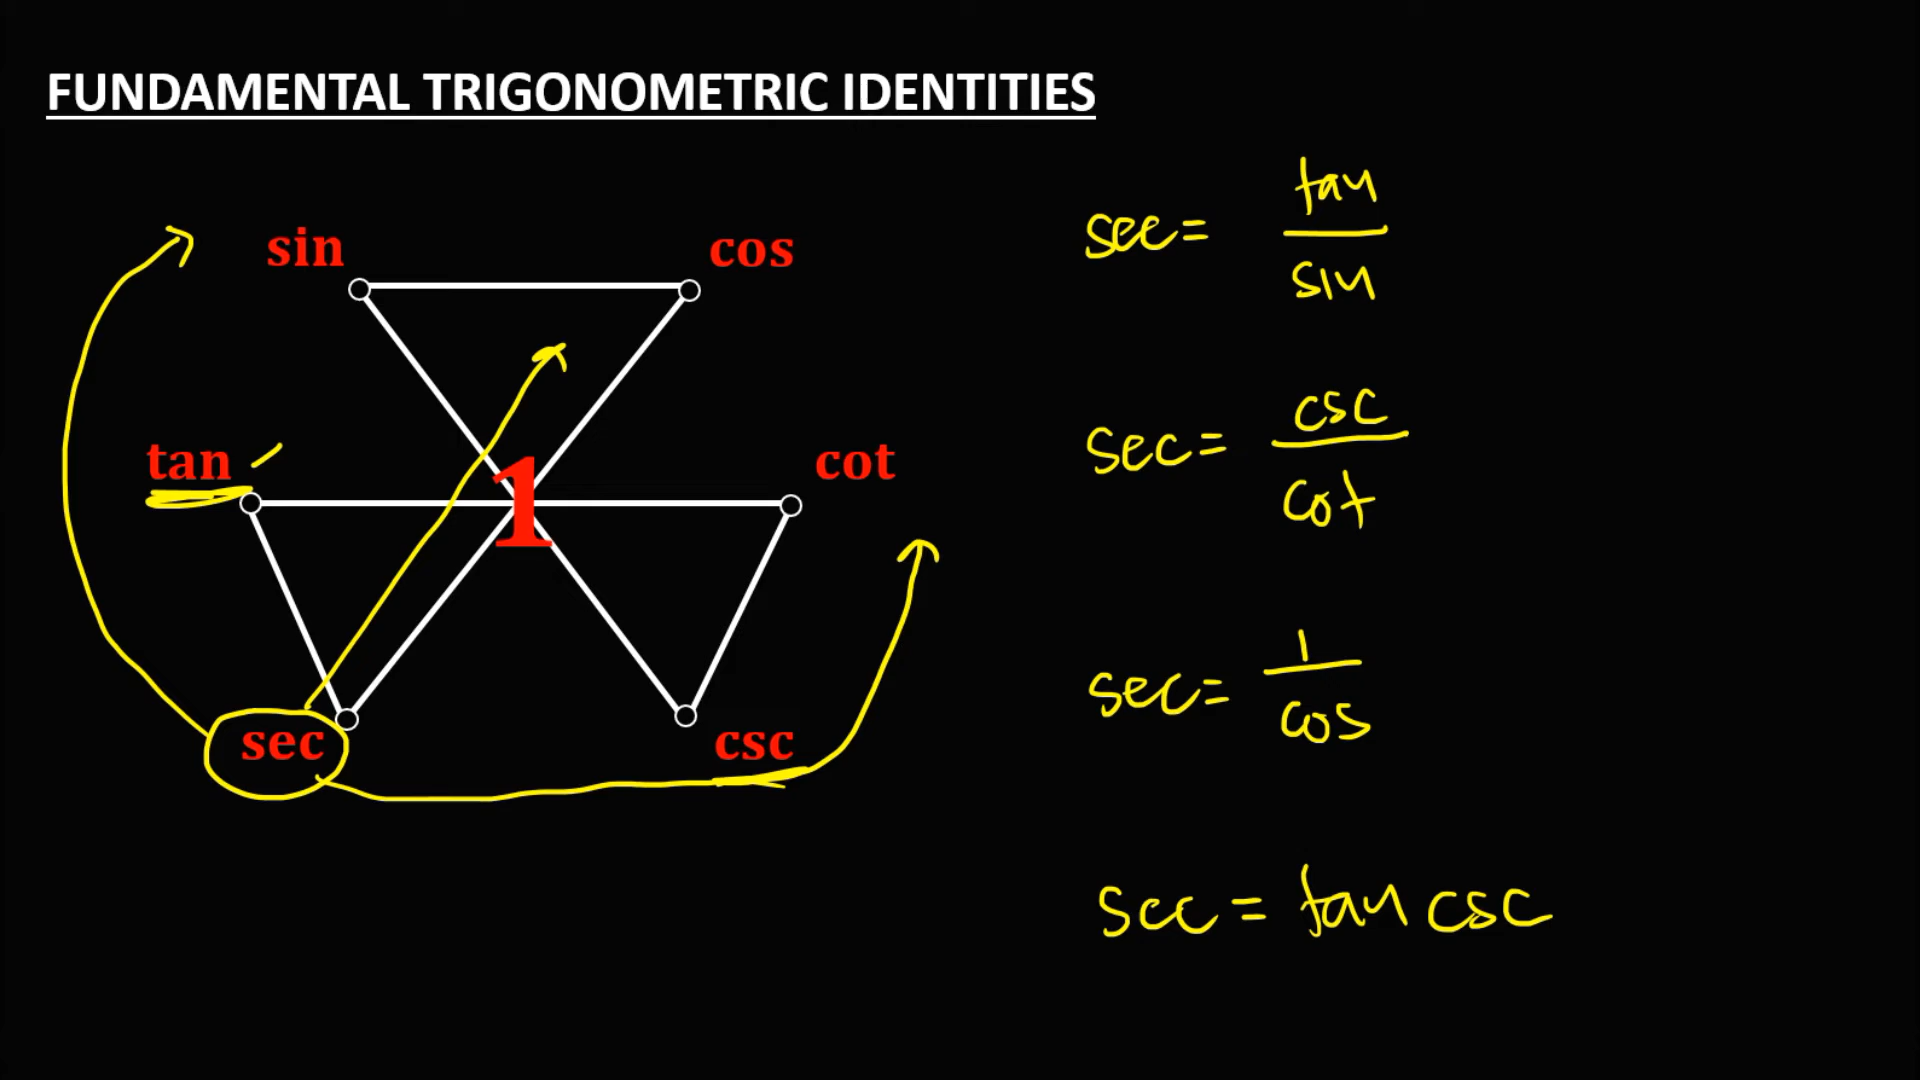 FUNDAMENTAL TRIGONOMETRIC IDENTITIES
sin
cos
tan
1
cot
sec
csc
sec = tan / sin
sec = csc / cot
sec = 1 / cos
sec = tan csc